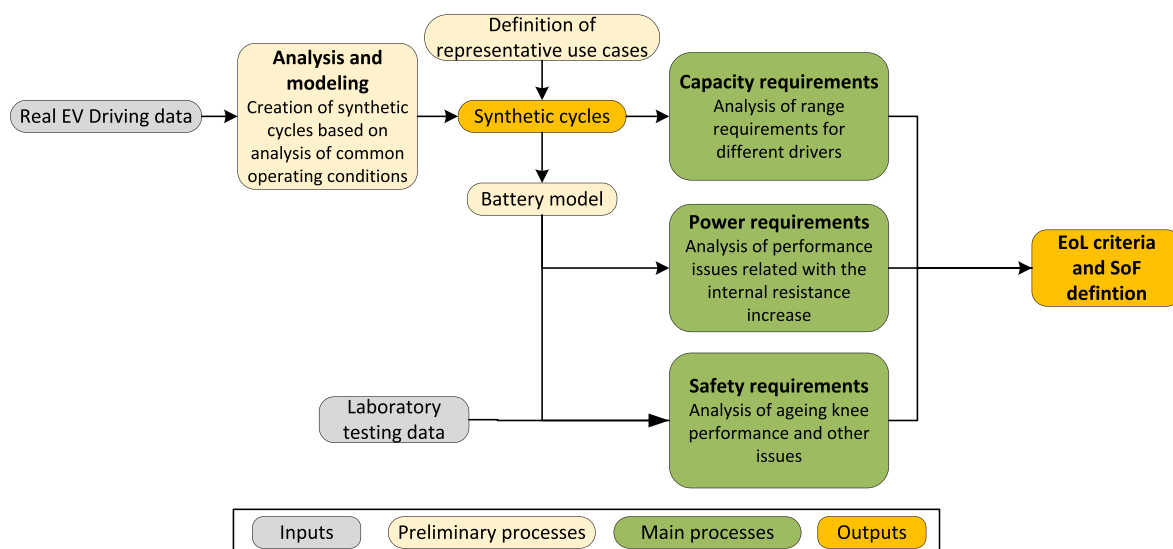 Definition of
representative use cases
Analysis and
modeling
Creation of synthetic
cycles based on
analysis of common
operating conditions
Real EV Driving data
Synthetic cycles
Capacity requirements
Analysis of range
requirements for
different drivers
Battery model
Power requirements
Analysis of performance
issues related with the
internal resistance
increase
EoL criteria
and SoF
defintion
Laboratory
testing data
Safety requirements
Analysis of ageing knee
performance and other
issues
Inputs
Preliminary processes
Main processes
Outputs